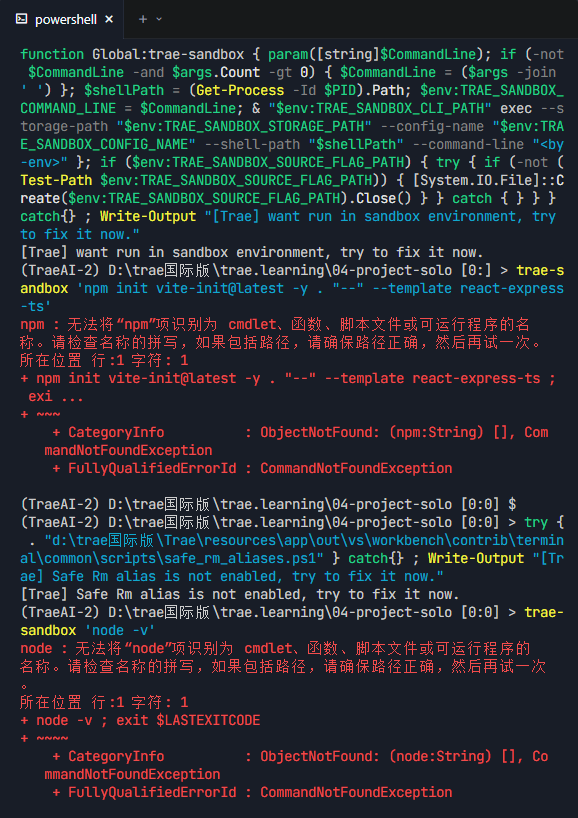 powershell
function Global:trae-sandbox { param([string]$CommandLine); if (-not
 $CommandLine -and $args.Count -gt 0) { $CommandLine = ($args -join
' ') }; $shellPath = (Get-Process -Id $PID).Path; $env:TRAE_SANDBOX_
COMMAND_LINE = $CommandLine; & "$env:TRAE_SANDBOX_CLI_PATH" exec --s
torage-path "$env:TRAE_SANDBOX_STORAGE_PATH" --config-name "$env:TRA
E_SANDBOX_CONFIG_NAME" --shell-path "$shellPath" --command-line "<by
-env>" }; if ($env:TRAE_SANDBOX_SOURCE_FLAG_PATH) { try { if (-not (
Test-Path $env:TRAE_SANDBOX_SOURCE_FLAG_PATH)) { [System.IO.File]::C
reate($env:TRAE_SANDBOX_SOURCE_FLAG_PATH).Close() } } catch { } } }
catch{} ; Write-Output "[Trae] want run in sandbox environment, try
to fix it now."
[Trae] want run in sandbox environment, try to fix it now.
(TraeAI-2) D:\trae国际版\trae.learning\04-project-solo [0:] > trae-s
andbox 'npm init vite-init@latest -y . "--" --template react-express
-ts'
npm : 无法将“npm”项识别为 cmdlet、函数、脚本文件或可运行程序的名
称。请检查名称的拼写，如果包括路径，请确保路径正确，然后再试一次。
所在位置 行:1 字符: 1
+ npm init vite-init@latest -y . "--" --template react-express-ts ;
 exi ...
+ ~~~
    + CategoryInfo          : ObjectNotFound: (npm:String) [], Com
   mandNotFoundException
    + FullyQualifiedErrorId : CommandNotFoundException
(TraeAI-2) D:\trae国际版\trae.learning\04-project-solo [0:0] $
(TraeAI-2) D:\trae国际版\trae.learning\04-project-solo [0:0] > try {
 . "d:\trae国际版\Trae\resources\app\out\vs\workbench\contrib\termin
al\common\scripts\safe_rm_aliases.ps1" } catch{} ; Write-Output "[Tr
ae] Safe Rm alias is not enabled, try to fix it now."
[Trae] Safe Rm alias is not enabled, try to fix it now.
(TraeAI-2) D:\trae国际版\trae.learning\04-project-solo [0:0] > trae-
sandbox 'node -v'
node : 无法将“node”项识别为 cmdlet、函数、脚本文件或可运行程序的
名称。请检查名称的拼写，如果包括路径，请确保路径正确，然后再试一次
。
所在位置 行:1 字符: 1
+ node -v ; exit $LASTEXITCODE
+ ~~~~
    + CategoryInfo          : ObjectNotFound: (node:String) [], Co
   mmandNotFoundException
    + FullyQualifiedErrorId : CommandNotFoundException